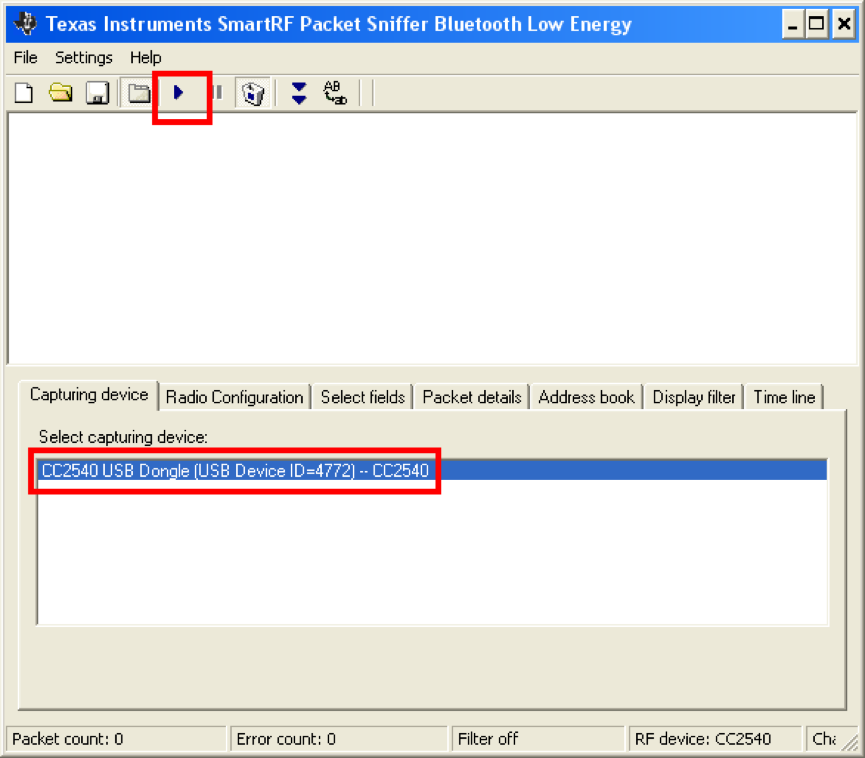 Texas Instruments SmartRF Packet Sniffer Bluetooth Low Energy
File Settings Help
AB
ab
Capturing device Radio Configuration Select fields Packet details Address book Display filter Time line
Select capturing device:
CC2540 USB Dongle (USB Device ID=4772) -- CC2540
Packet count: 0 Error count: 0 Filter off RF device: CC2540